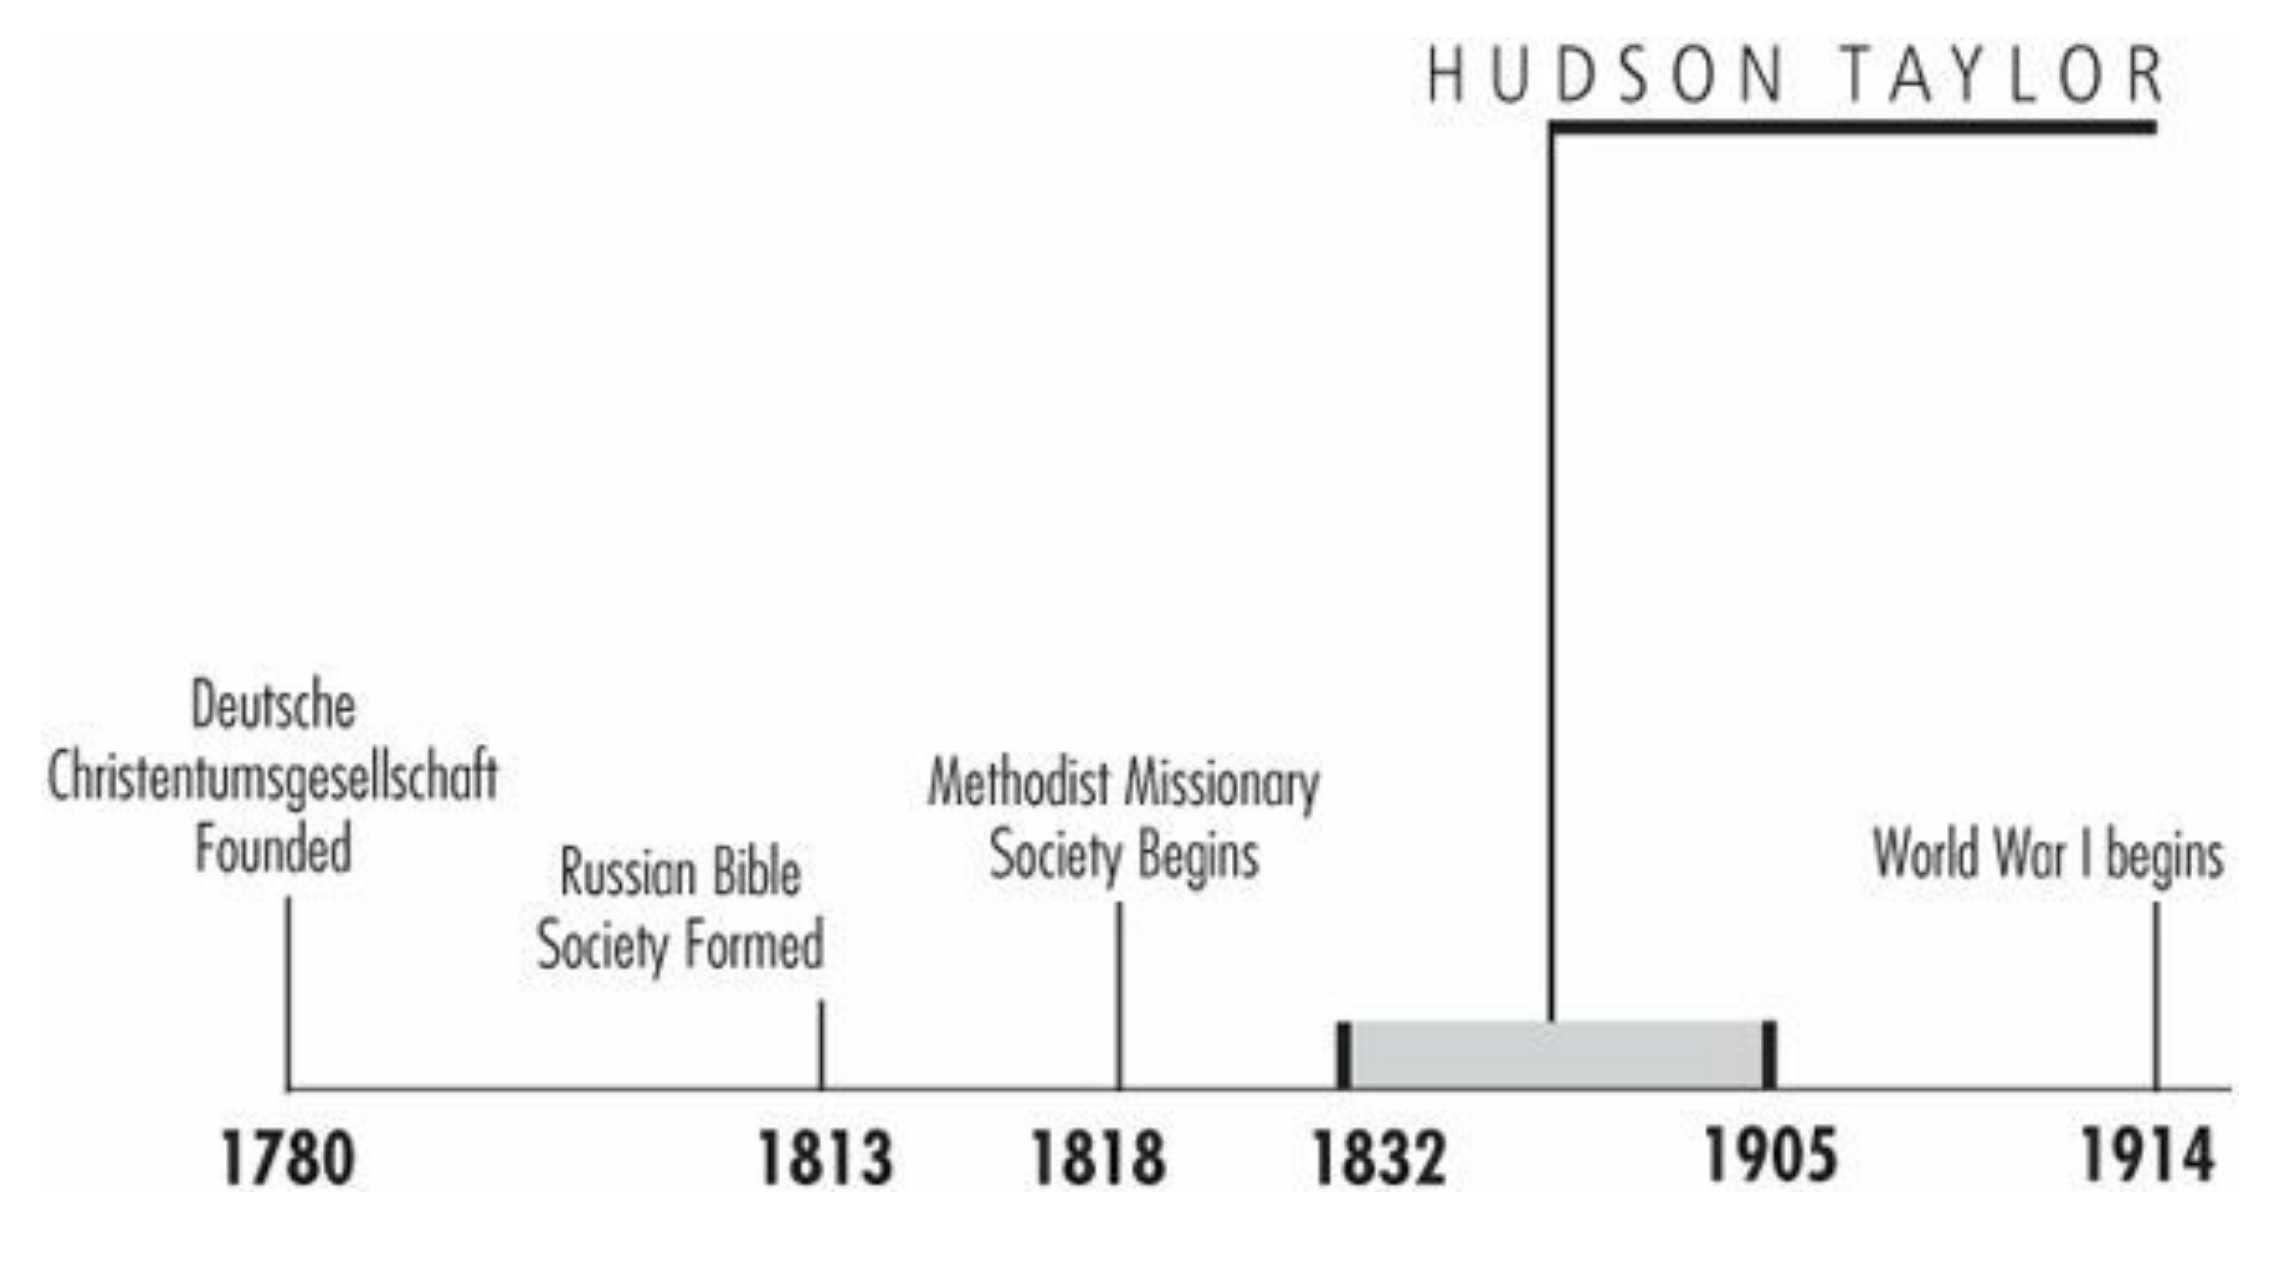 HUDSON TAYLOR
Deutsche
Christentumsgesellschaft
Founded
Russian Bible
Society Formed
Methodist Missionary
Society Begins
World War I begins
1780
1813
1818
1832
1905
1914